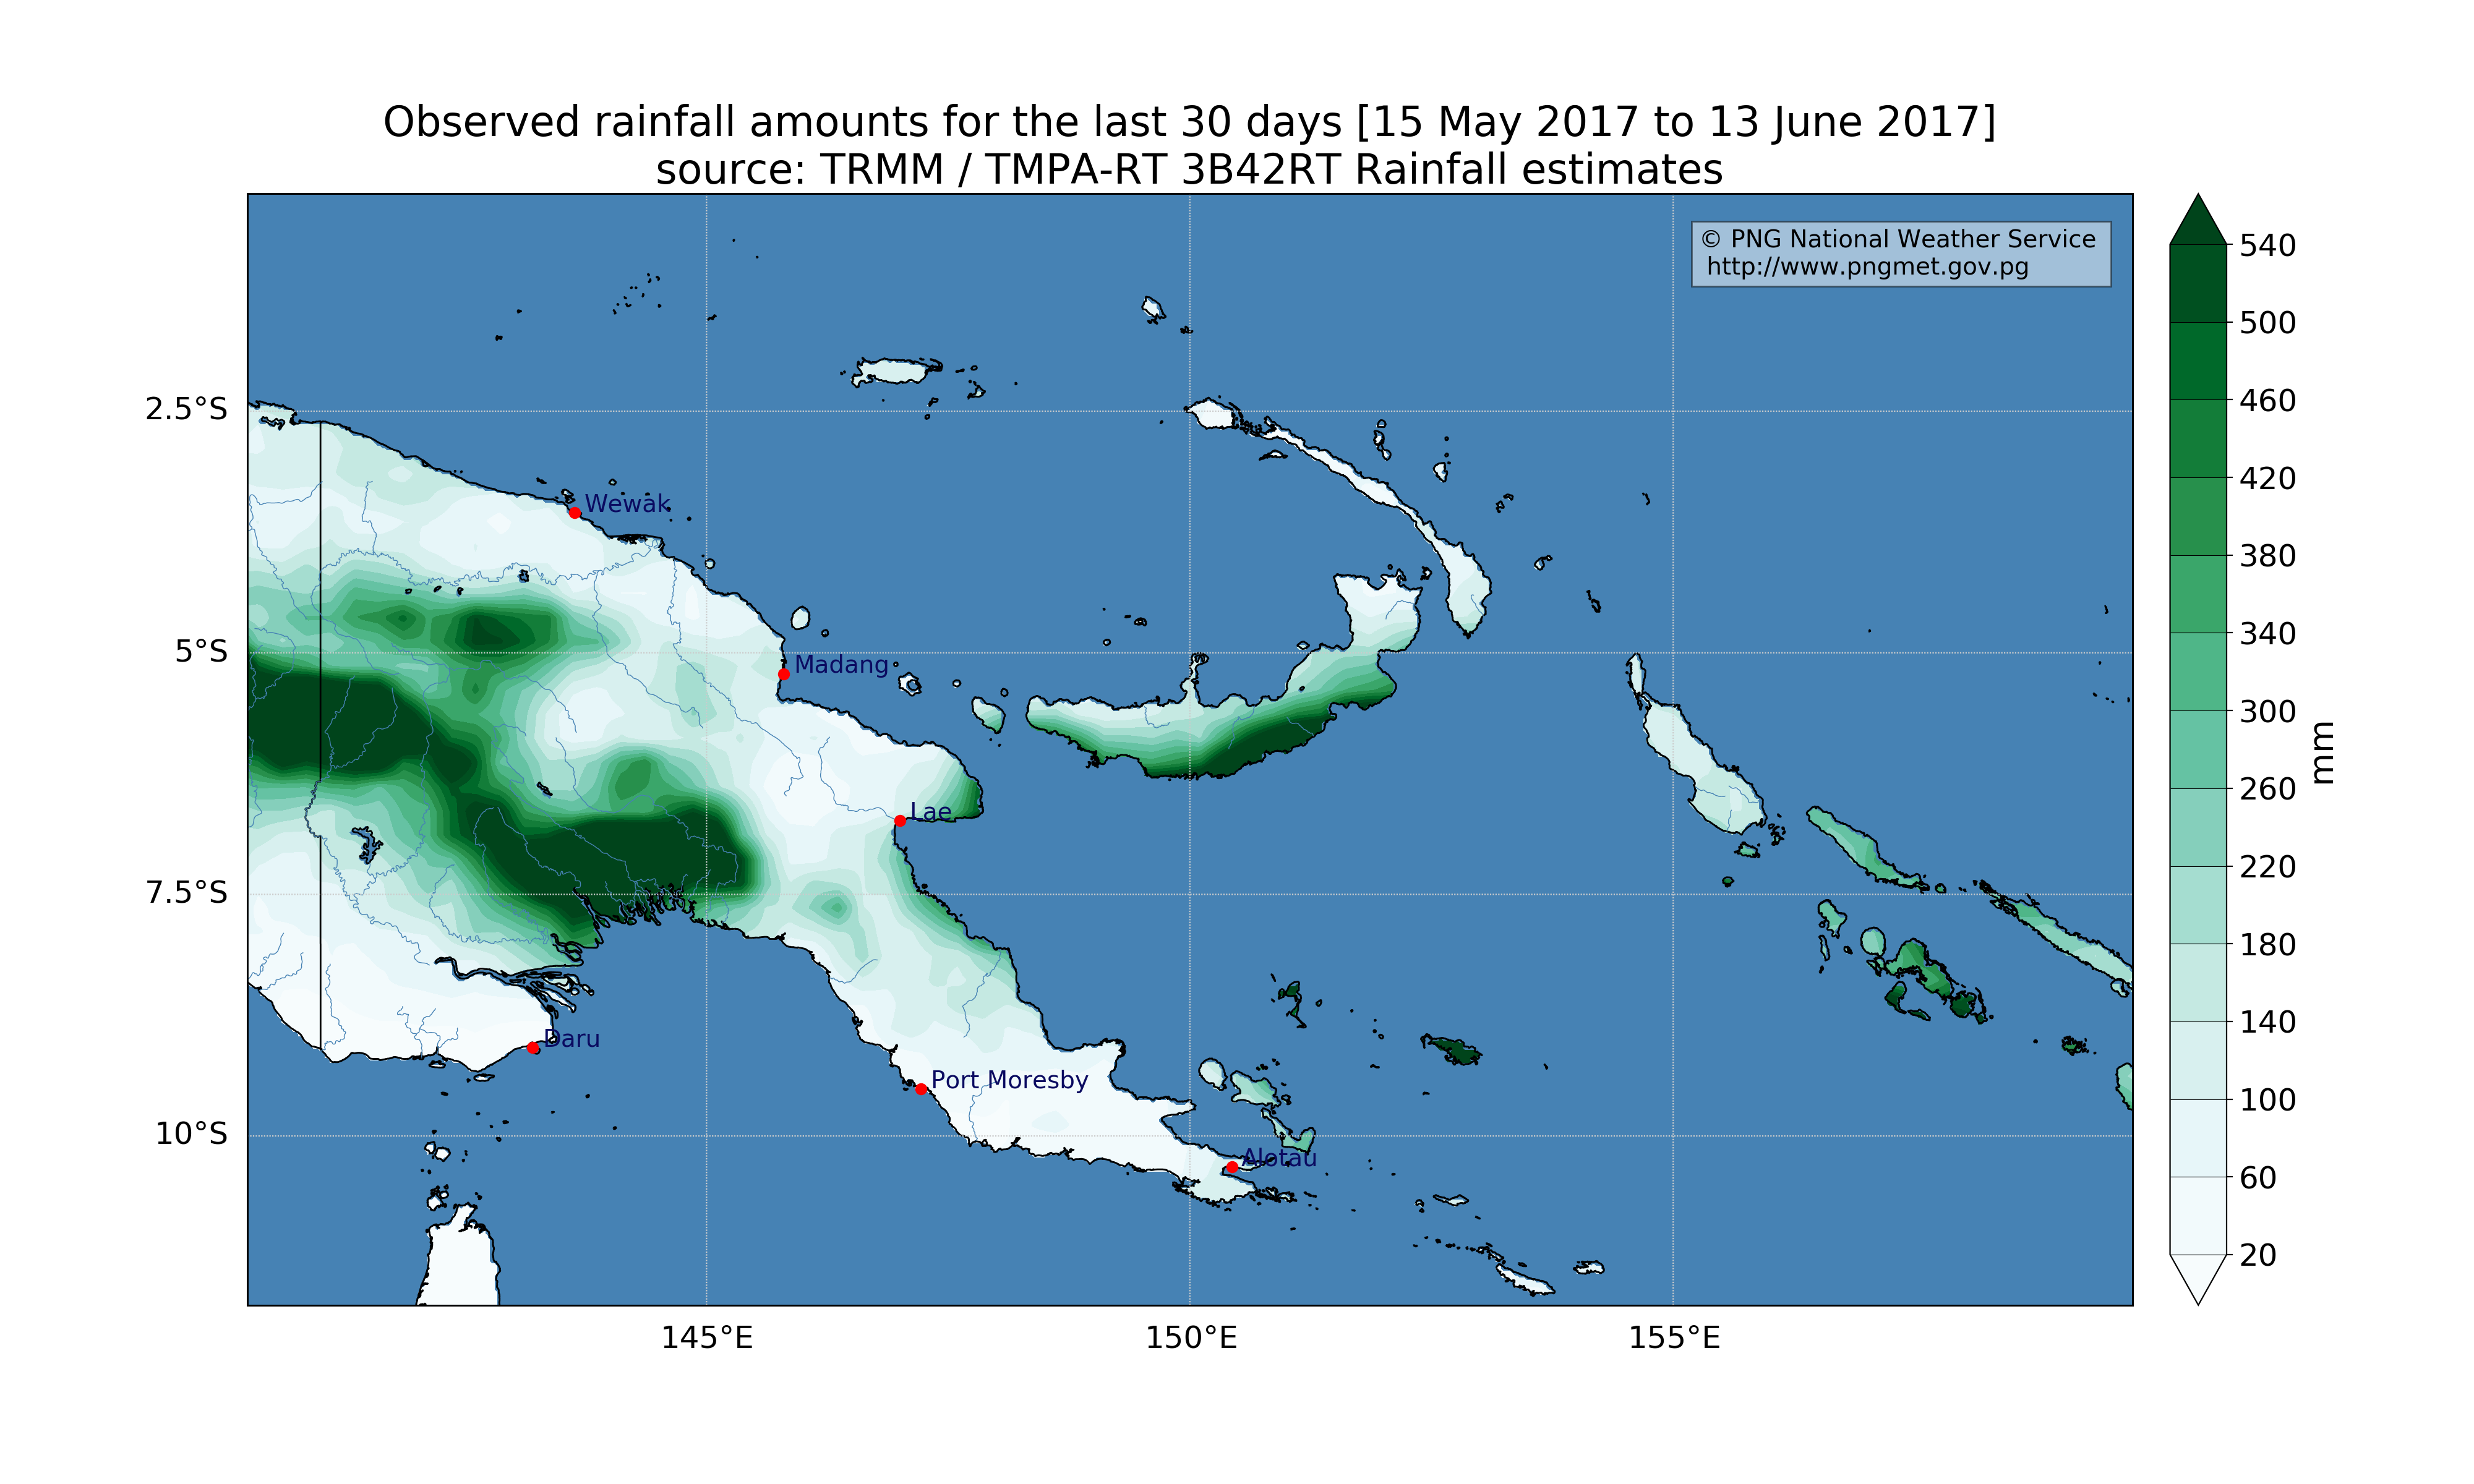 Observed rainfall amounts for the last 30 days [15 May 2017 to 13 June 2017]
source: TRMM / TMPA-RT 3B42RT Rainfall estimates
© PNG National Weather Service
http://www.pngmet.gov.pg
540
500
460
420
380
340
300
260
220
180
140
100
60
20
mm
2.5°S
5°S
7.5°S
10°S
Wewak
Madang
Lae
Daru
Port Moresby
Alotau
145°E
150°E
155°E